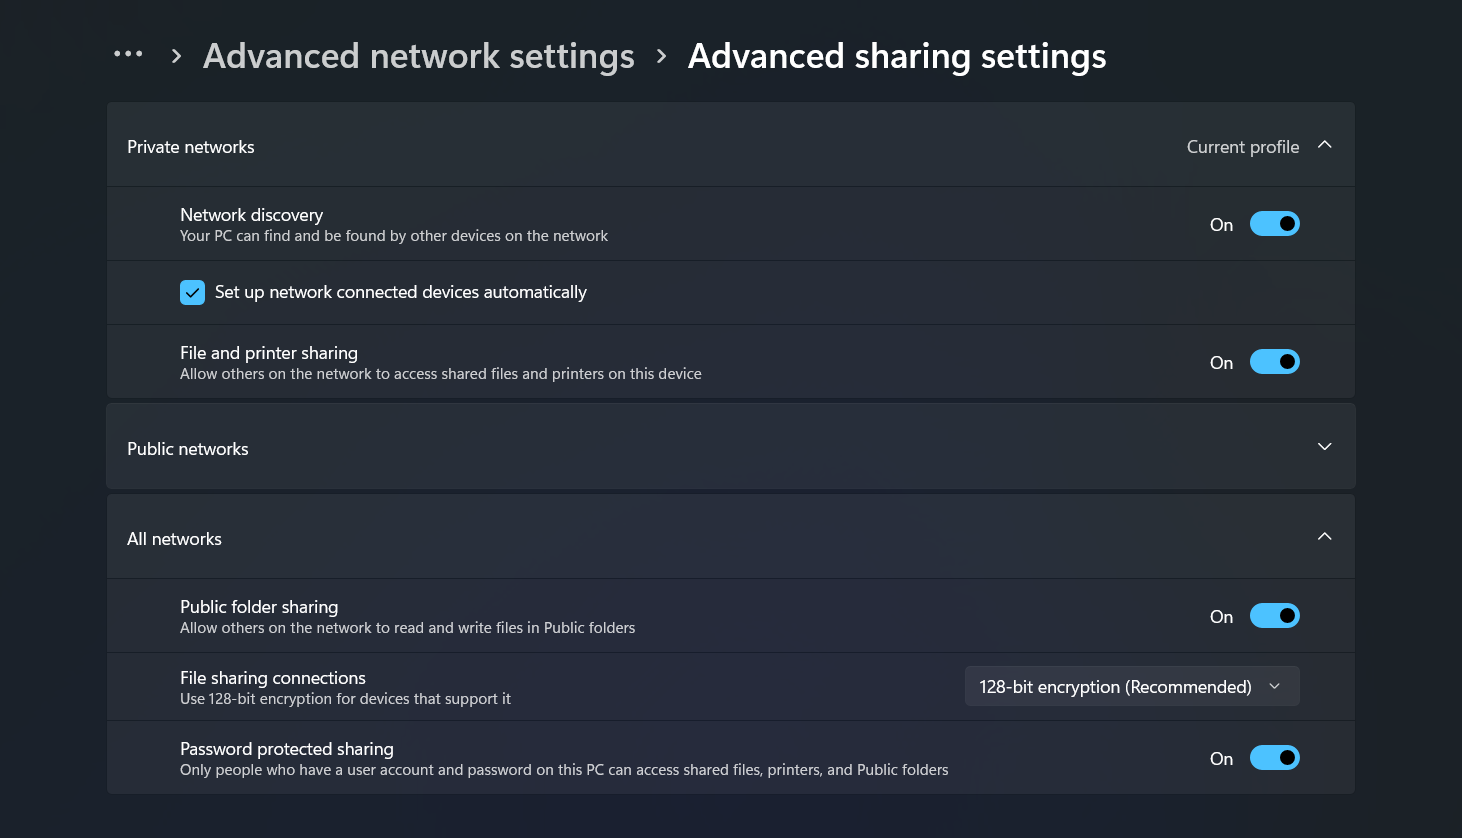 ... > Advanced network settings > Advanced sharing settings
Private networks Current profile
Network discovery On
Your PC can find and be found by other devices on the network
Set up network connected devices automatically
File and printer sharing On
Allow others on the network to access shared files and printers on this device
Public networks
All networks
Public folder sharing On
Allow others on the network to read and write files in Public folders
File sharing connections 128-bit encryption (Recommended)
Use 128-bit encryption for devices that support it
Password protected sharing On
Only people who have a user account and password on this PC can access shared files, printers, and Public folders